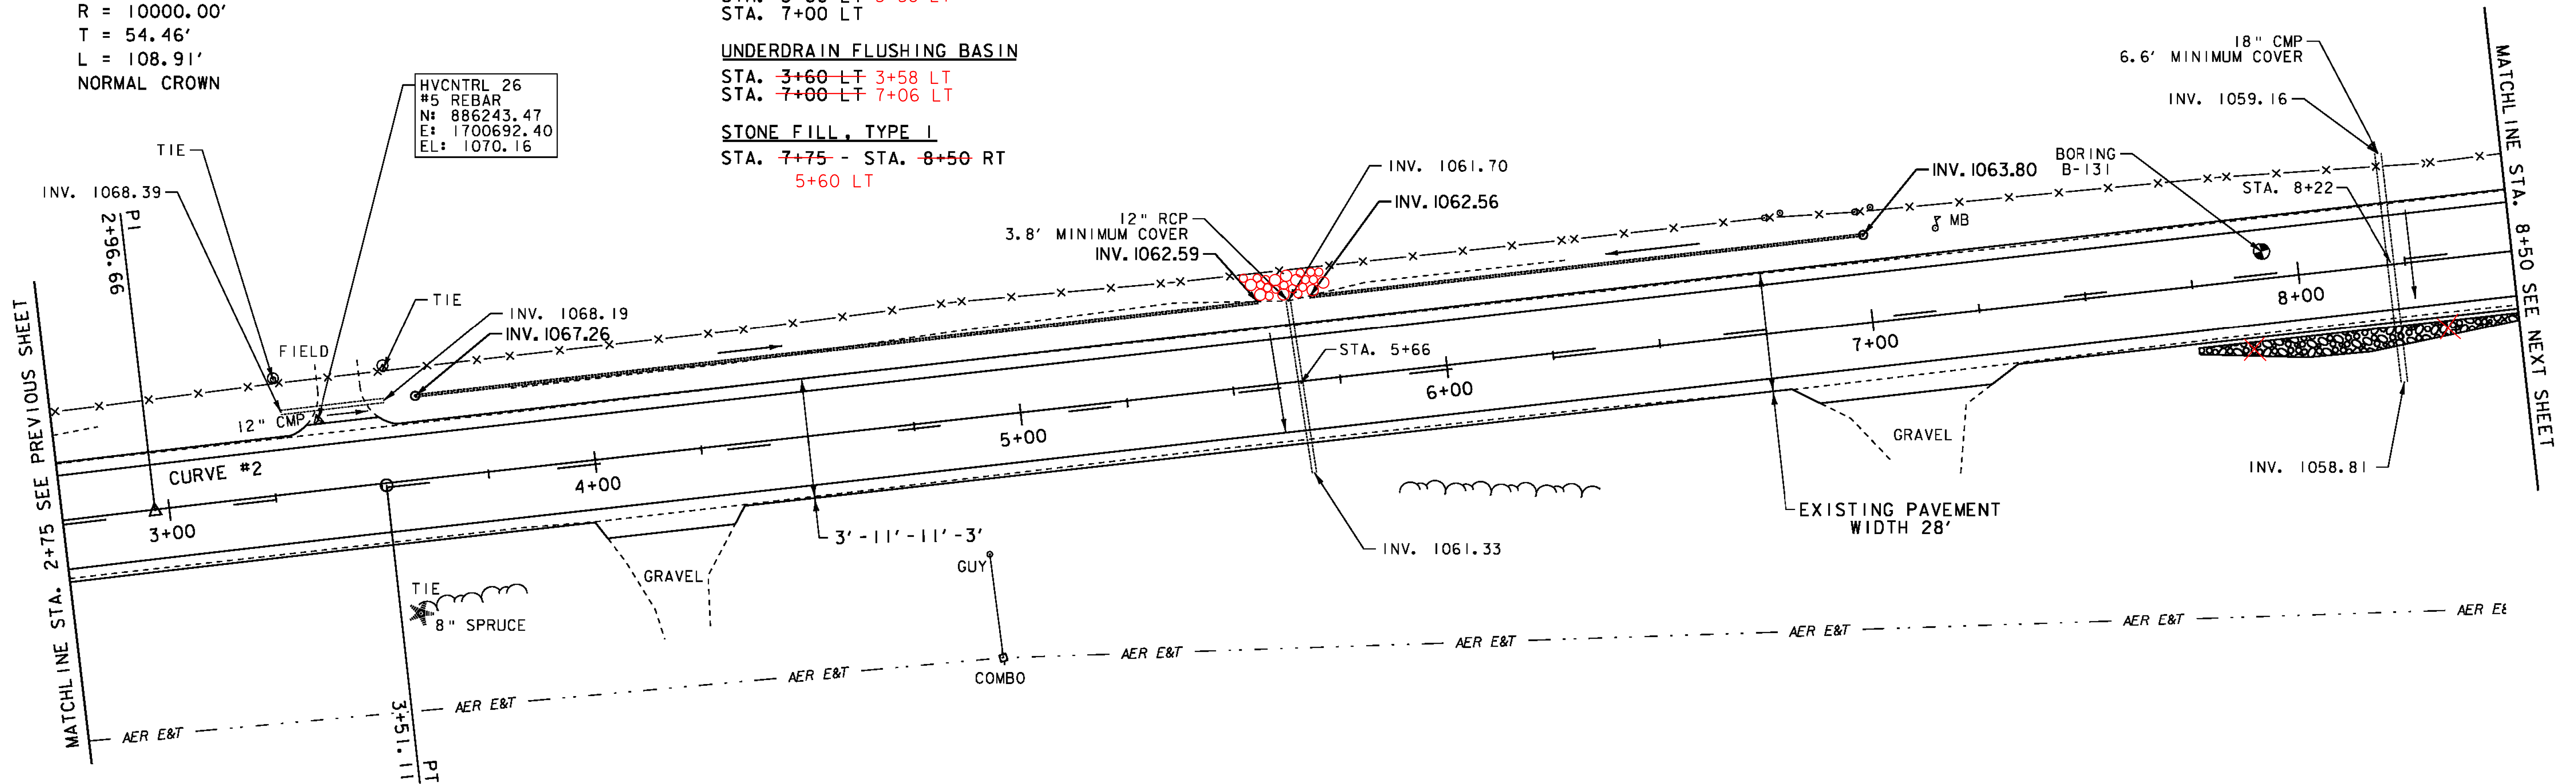 R = 10000.00'
T = 54.46'
L = 108.91'
NORMAL CROWN
STA. 7+00 LT
UNDERDRAIN FLUSHING BASIN
STA. 3+60 LT 3+58 LT
STA. 7+00 LT 7+06 LT
STONE FILL, TYPE I
STA. 7+75 - STA. 8+50 RT
5+60 LT
HVCNTRL 26
#5 REBAR
N: 886243.47
E: 1700692.40
EL: 1070.16
TIE
INV. 1068.39
PI
2+96.66
TIE
INV. 1068.19
INV. 1067.26
FIELD
12" CMP
CURVE #2
MATCHLINE STA. 2+75 SEE PREVIOUS SHEET
3+00
4+00
5+00
6+00
7+00
8+00
12" RCP
3.8' MINIMUM COVER
INV. 1062.59
INV. 1061.70
INV. 1062.56
INV. 1063.80
MB
BORING
B-131
18" CMP
6.6' MINIMUM COVER
INV. 1059.16
STA. 8+22
MATCHLINE STA. 8+50 SEE NEXT SHEET
STA. 5+66
GRAVEL
INV. 1058.81
EXISTING PAVEMENT
WIDTH 28'
INV. 1061.33
3'-11'-11'-3'
GUY
GRAVEL
TIE
8" SPRUCE
COMBO
3+51.11
PT
AER E&T
AER E&T
AER E&T
AER E&T
AER E&T
AER E&T
AER E&T
AER E&